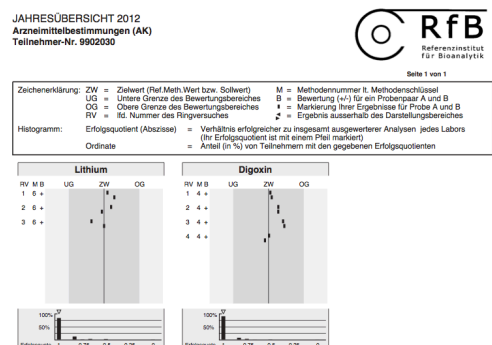 JAHRESÜBERSICHT 2012
Arzneimittelbestimmungen (AK)
Teilnehmer-Nr. 9902030
RfB
Referenzinstitut
für Bioanalytik
Seite 1 von 1
Zeichenerklärung: ZW = Zielwert (Ref.Meth.Wert bzw. Sollwert) M = Methodennummer lt. Methodenschlüssel
UG = Untere Grenze des Bewertungsbereiches B = Bewertung (+/-) für ein Probenpaar A und B
OG = Obere Grenze des Bewertungsbereiches = Markierung Ihrer Ergebnisse für Probe A und B
RV = lfd. Nummer des Ringversuches = Ergebnis ausserhalb des Darstellungsbereiches
Histogramm: Erfolgsquotient (Abszisse) = Verhältnis erfolgreicher zu insgesamt ausgewerterer Analysen jedes Labors
(Ihr Erfolgsquotient ist mit einem Pfeil markiert)
Ordinate = Anteil (in %) von Teilnehmern mit den gegebenen Erfolgsquotienten
Lithium
RV M B UG ZW OG
1 6 +
2 6 +
3 6 +
100%
50%
Digoxin
RV M B UG ZW OG
1 4 +
2 4 +
3 4 +
4 4 +
100%
50%